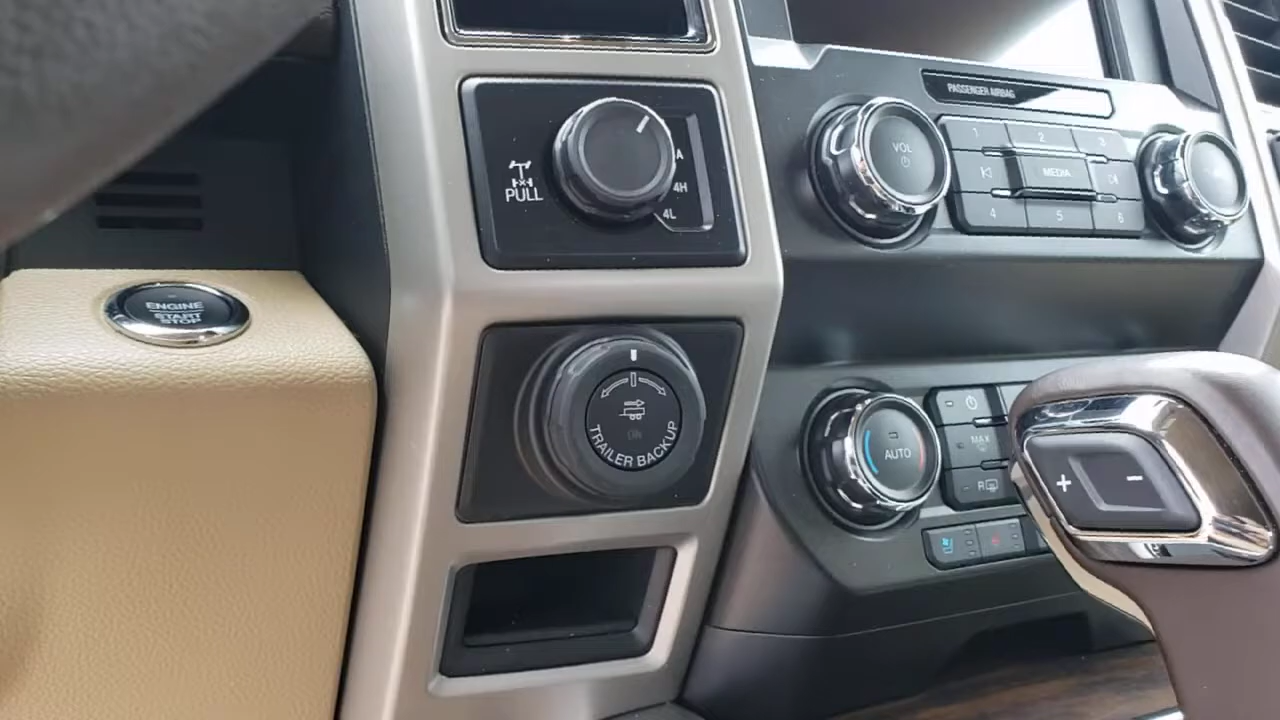 PASSENGER AIRBAG
A
4H
4L
PULL
VOL
1
2
3
MEDIA
4
5
6
ENGINE
START
STOP
ON
TRAILER BACKUP
AUTO
MAX
R
+
-